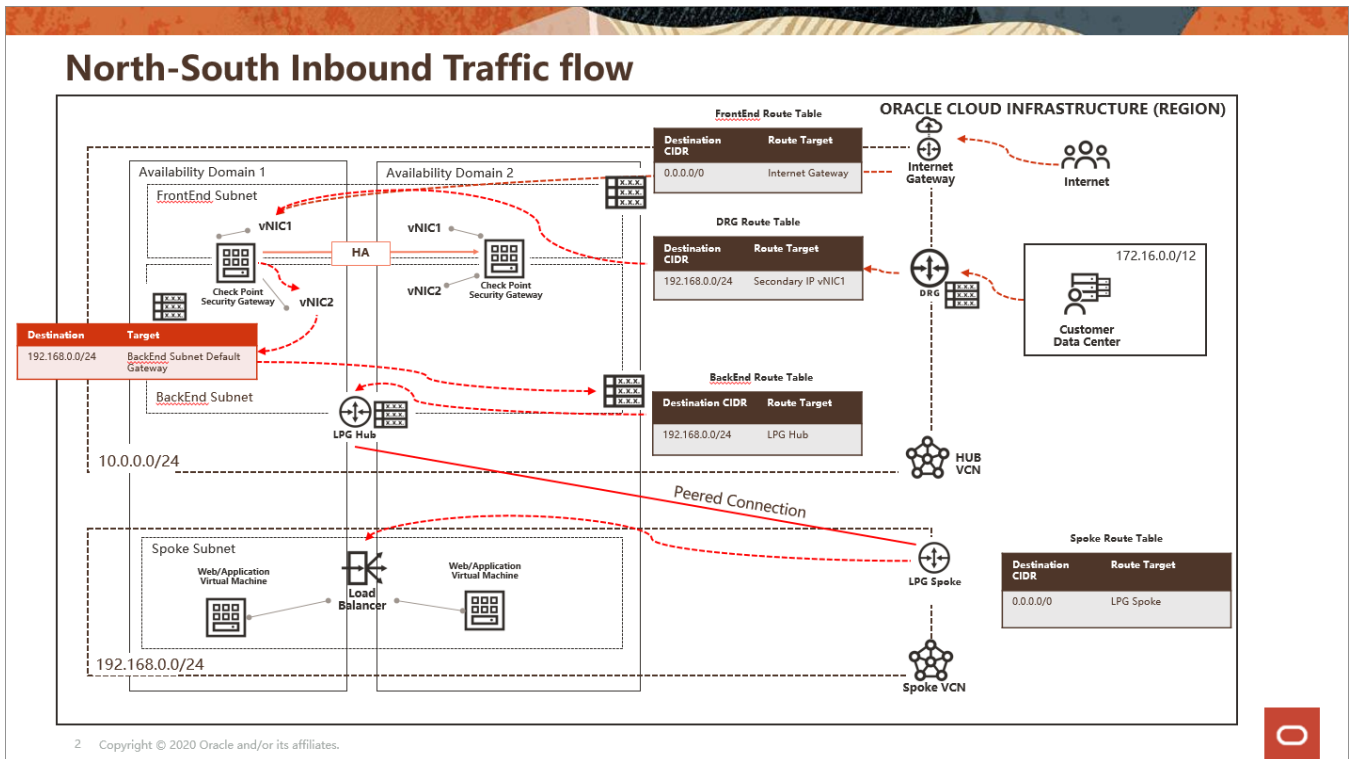 North-South Inbound Traffic flow
ORACLE CLOUD INFRASTRUCTURE (REGION)
FrontEnd Route Table
Destination CIDR
Route Target
0.0.0.0/0
Internet Gateway
Internet
Gateway
Internet
Availability Domain 1
Availability Domain 2
FrontEnd Subnet
vNIC1
HA
vNIC1
Check Point
Security Gateway
vNIC2
vNIC2
Check Point
Security Gateway
DRG Route Table
Destination CIDR
Route Target
192.168.0.0/24
Secondary IP vNIC1
DRG
172.16.0.0/12
Customer
Data Center
X.X.X.
X.X.X.
X.X.X.
X.X.X.
X.X.X.
X.X.X.
X.X.X.
X.X.X.
X.X.X.
Destination
Target
192.168.0.0/24
BackEnd Subnet Default
Gateway
BackEnd Subnet
X.X.X.
X.X.X.
X.X.X.
BackEnd Route Table
Destination CIDR
Route Target
192.168.0.0/24
LPG Hub
X.X.X.
X.X.X.
X.X.X.
LPG Hub
10.0.0.0/24
HUB
VCN
Peered Connection
Spoke Subnet
Web/Application
Virtual Machine
Load
Balancer
Web/Application
Virtual Machine
LPG Spoke
Spoke Route Table
Destination CIDR
Route Target
0.0.0.0/0
LPG Spoke
192.168.0.0/24
Spoke VCN
2 Copyright © 2020 Oracle and/or its affiliates.